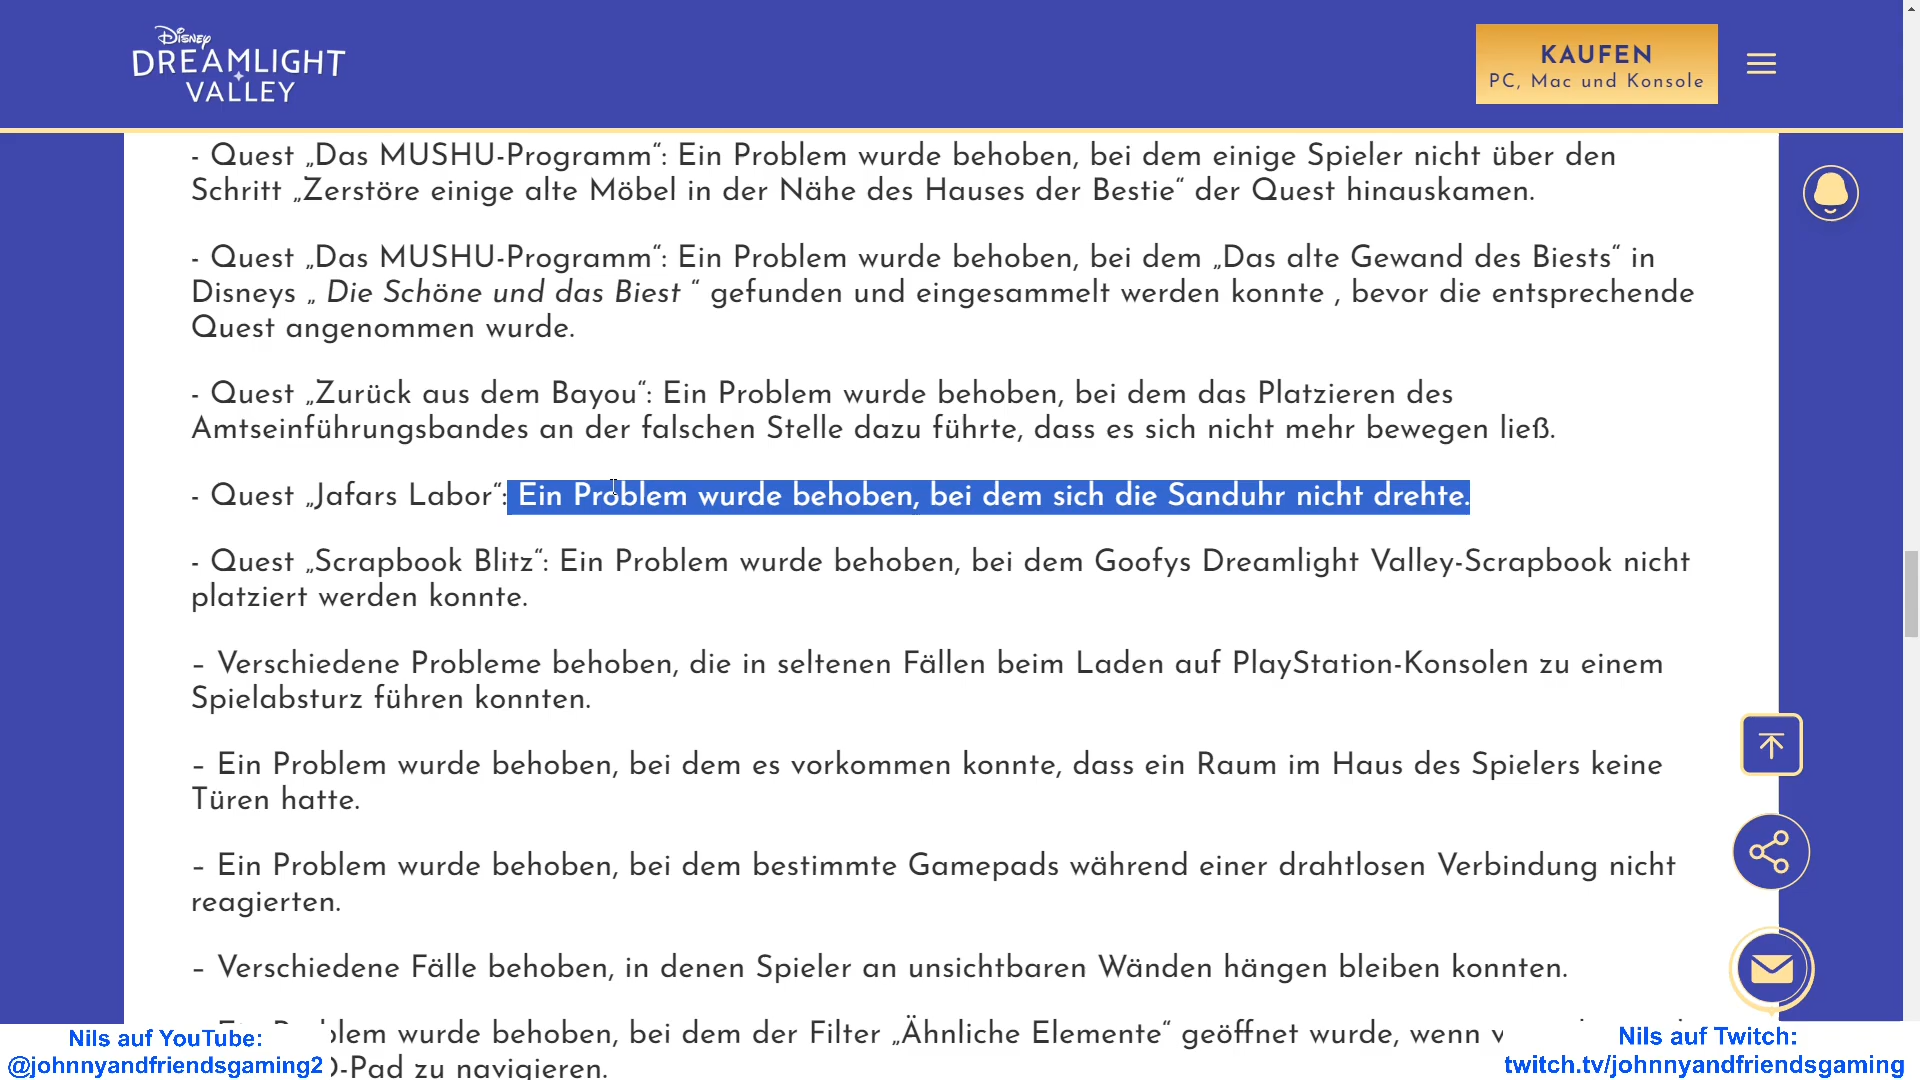 Disney
DREAMLIGHT
VALLEY
KAUFEN
PC, Mac und Konsole
- Quest „Das MUSHU-Programm“: Ein Problem wurde behoben, bei dem einige Spieler nicht über den
Schritt „Zerstöre einige alte Möbel in der Nähe des Hauses der Bestie“ der Quest hinauskamen.
- Quest „Das MUSHU-Programm“: Ein Problem wurde behoben, bei dem „Das alte Gewand des Biests“ in
Disneys „ Die Schöne und das Biest “ gefunden und eingesammelt werden konnte , bevor die entsprechende
Quest angenommen wurde.
- Quest „Zurück aus dem Bayou“: Ein Problem wurde behoben, bei dem das Platzieren des
Amtseinführungsbandes an der falschen Stelle dazu führte, dass es sich nicht mehr bewegen ließ.
- Quest „Jafars Labor“: Ein Problem wurde behoben, bei dem sich die Sanduhr nicht drehte.
- Quest „Scrapbook Blitz“: Ein Problem wurde behoben, bei dem Goofys Dreamlight Valley-Scrapbook nicht
platziert werden konnte.
– Verschiedene Probleme behoben, die in seltenen Fällen beim Laden auf PlayStation-Konsolen zu einem
Spielabsturz führen konnten.
– Ein Problem wurde behoben, bei dem es vorkommen konnte, dass ein Raum im Haus des Spielers keine
Türen hatte.
– Ein Problem wurde behoben, bei dem bestimmte Gamepads während einer drahtlosen Verbindung nicht
reagierten.
– Verschiedene Fälle behoben, in denen Spieler an unsichtbaren Wänden hängen bleiben konnten.
wurde behoben, bei dem der Filter „Ähnliche Elemente“ geöffnet wurde, wenn
-Pad zu navigieren.
Nils auf YouTube:
@johnnyandfriendsgaming2
Nils auf Twitch:
twitch.tv/johnnyandfriendsgaming